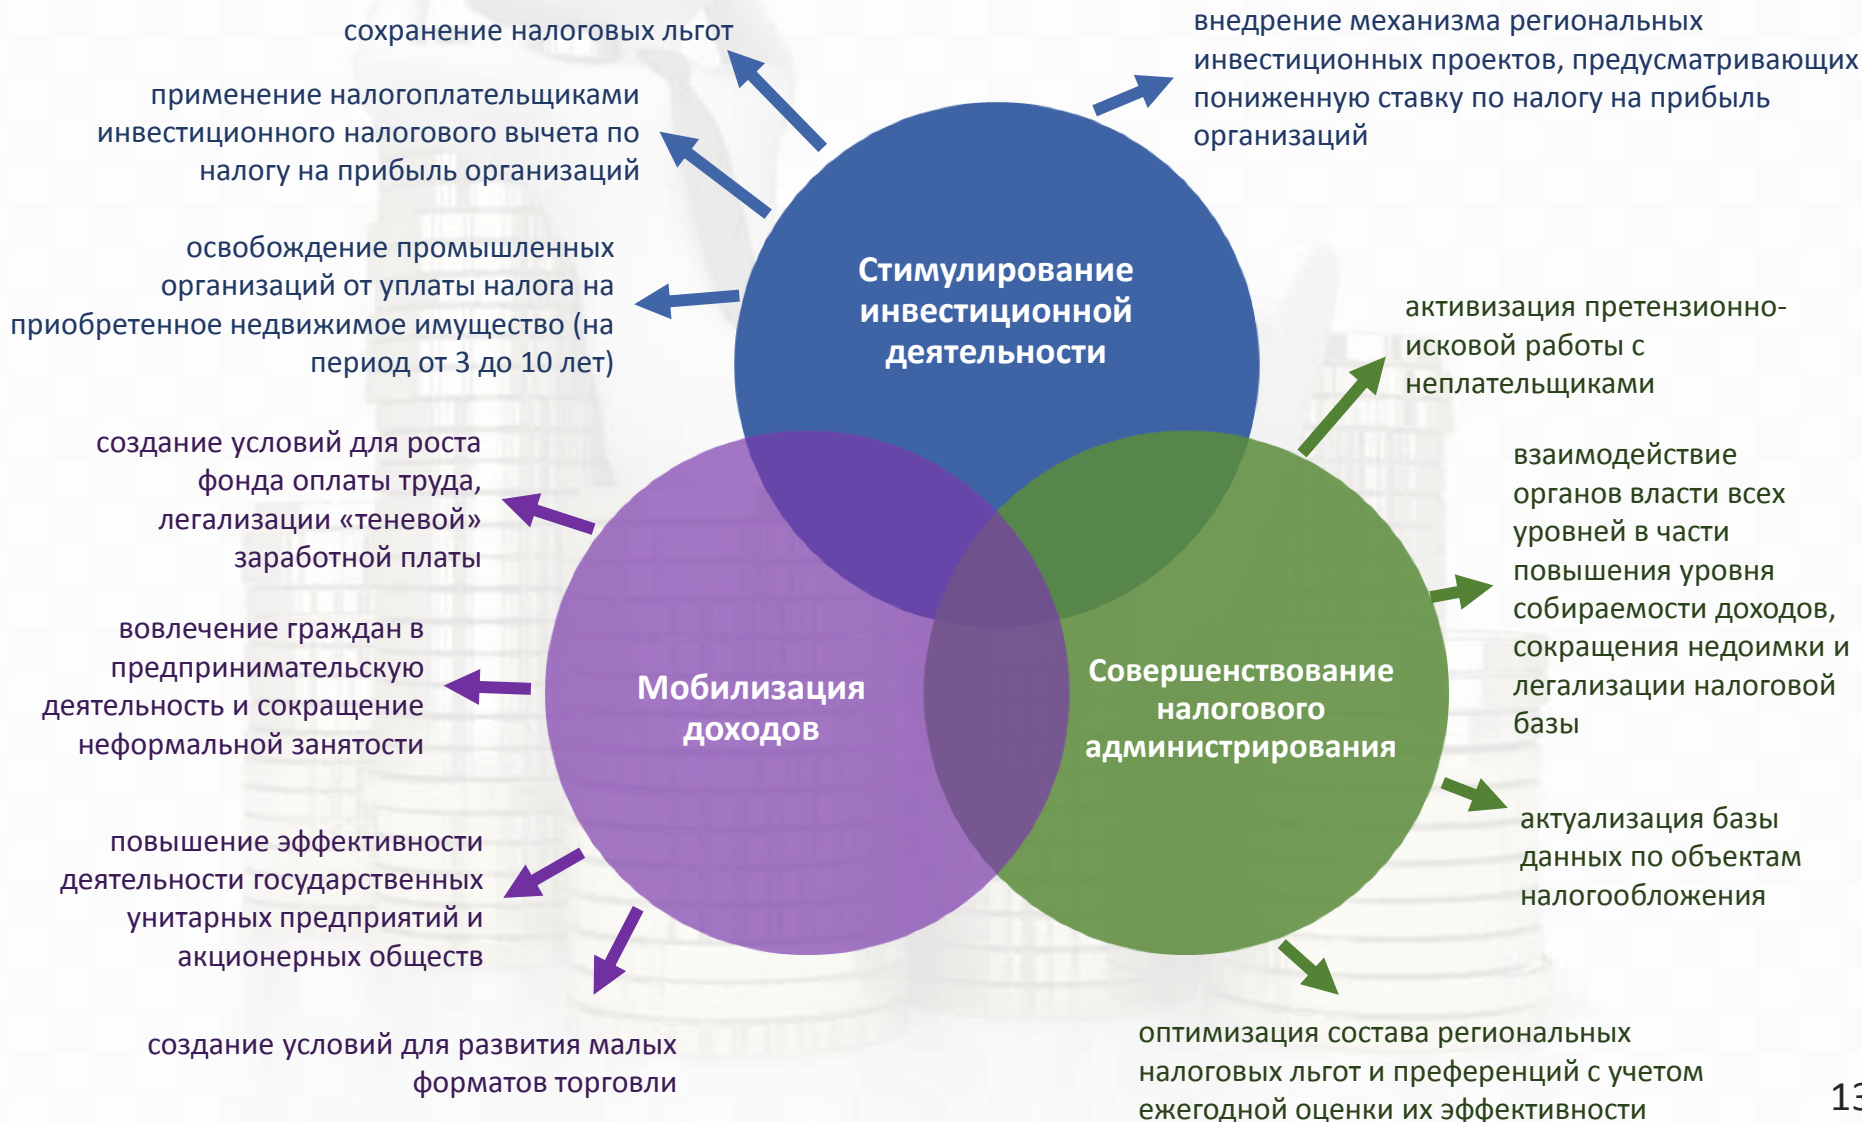 сохранение налоговых льгот
применение налогоплательщиками
инвестиционного налогового вычета по
налогу на прибыль организаций
освобождение промышленных
организаций от уплаты налога на
приобретенное недвижимое имущество (на
период от 3 до 10 лет)
внедрение механизма региональных
инвестиционных проектов, предусматривающих
пониженную ставку по налогу на прибыль
организаций
Стимулирование
инвестиционной
деятельности
активизация претензионно-
исковой работы с
неплательщиками
взаимодействие
органов власти всех
уровней в части
повышения уровня
собираемости доходов,
сокращения недоимки и
легализации налоговой
базы
актуализация базы
данных по объектам
налогообложения
оптимизация состава региональных
налоговых льгот и преференций с учетом
ежегодной оценки их эффективности
Совершенствование
налогового
администрирования
Мобилизация
доходов
создание условий для роста
фонда оплаты труда,
легализации «теневой»
заработной платы
вовлечение граждан в
предпринимательскую
деятельность и сокращение
неформальной занятости
повышение эффективности
деятельности государственных
унитарных предприятий и
акционерных обществ
создание условий для развития малых
форматов торговли
13